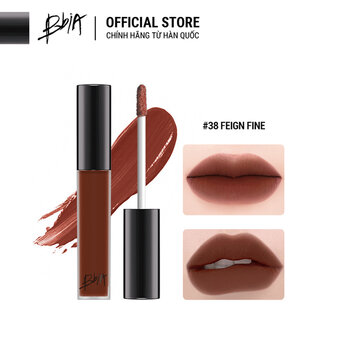 BbiA
OFFICIAL STORE
CHÍNH HÃNG TỪ HÀN QUỐC
#38 FEIGN FINE
BbiA